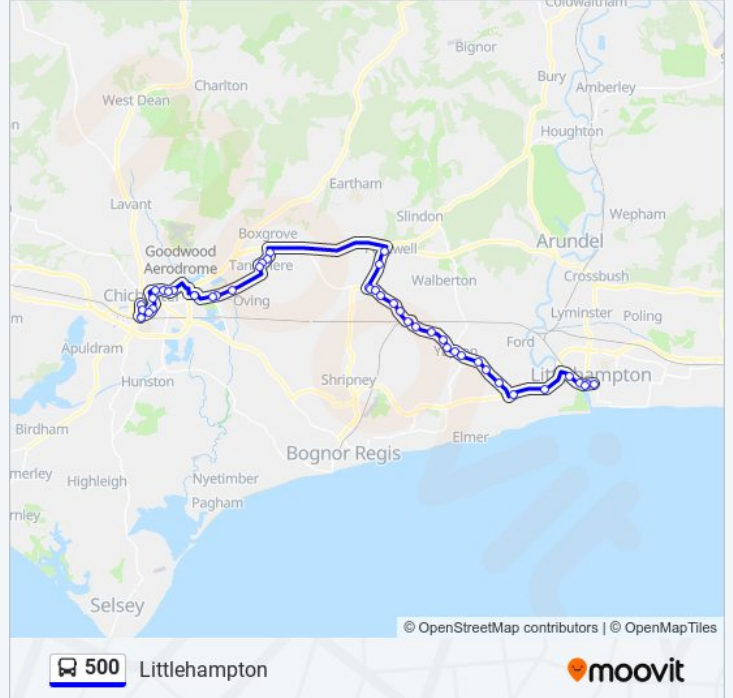 Coldwaltham
Bignor
Charlton
Bury
Amberley
West Dean
Houghton
Eartham
Lavant
Slindon
Wepham
Boxgrove
Arundel
Goodwood
Aerodrome
Walberton
Crossbush
Oving
Lyminster
Poling
Apuldram
Ford
Hunston
Shripney
Littlehampton
Birdham
Elmer
Bognor Regis
Highleigh
Nyetimber
Pagham
Selsey
© OpenStreetMap contributors | © OpenMapTiles
500 Littlehampton
moovit